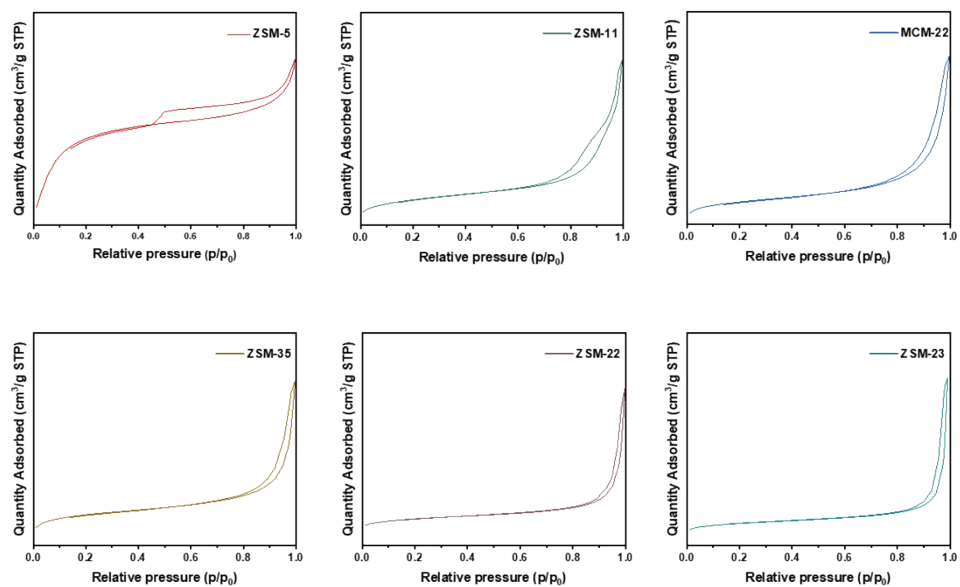 ZSM-5
Quantity Adsorbed (cm³/g STP)
0.0 0.2 0.4 0.6 0.8 1.0
Relative pressure (p/p₀)
ZSM-11
Quantity Adsorbed (cm³/g STP)
0.0 0.2 0.4 0.6 0.8 1.0
Relative pressure (p/p₀)
MCM-22
Quantity Adsorbed (cm³/g STP)
0.0 0.2 0.4 0.6 0.8 1.0
Relative pressure (p/p₀)
ZSM-35
Quantity Adsorbed (cm³/g STP)
0.0 0.2 0.4 0.6 0.8 1.0
Relative pressure (p/p₀)
ZSM-22
Quantity Adsorbed (cm³/g STP)
0.0 0.2 0.4 0.6 0.8 1.0
Relative pressure (p/p₀)
ZSM-23
Quantity Adsorbed (cm³/g STP)
0.0 0.2 0.4 0.6 0.8 1.0
Relative pressure (p/p₀)